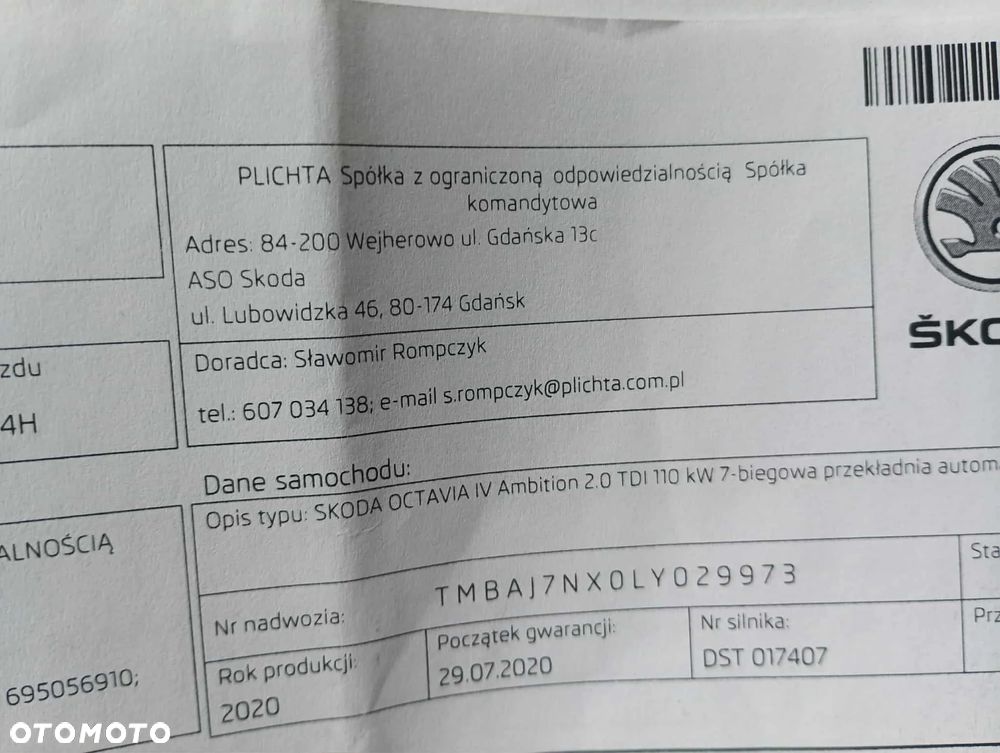 PLICHTA Spółka z ograniczoną odpowiedzialnością Spółka
komandytowa
Adres: 84-200 Wejherowo ul. Gdańska 13c
ASO Skoda
ul. Lubowidzka 46, 80-174 Gdańsk
ŠKO
zdu
Doradca: Sławomir Rompczyk
4H
tel.: 607 034 138; e-mail s.rompczyk@plichta.com.pl
Dane samochodu:
Opis typu: SKODA OCTAVIA IV Ambition 2.0 TDI 110 kW 7-biegowa przekładnia automa
ALNOŚCIĄ
Nr nadwozia: TMBAJ7NX0LY029973
Sta
Rok produkcji:
2020
Początek gwarancji:
29.07.2020
Nr silnika:
DST 017407
Prz
695056910;
OTOMOTO